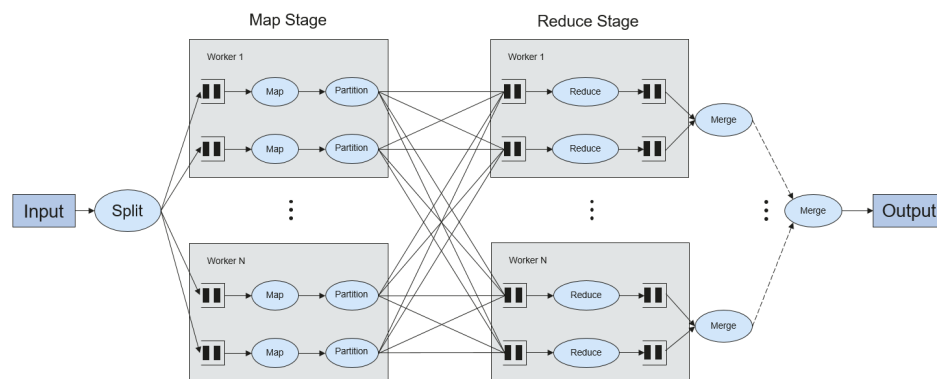 Map Stage
Reduce Stage
Worker 1
Worker 1
Map
Partition
Reduce
Merge
Map
Partition
Reduce
Input
Split
Merge
Output
Worker N
Worker N
Map
Partition
Reduce
Merge
Map
Partition
Reduce